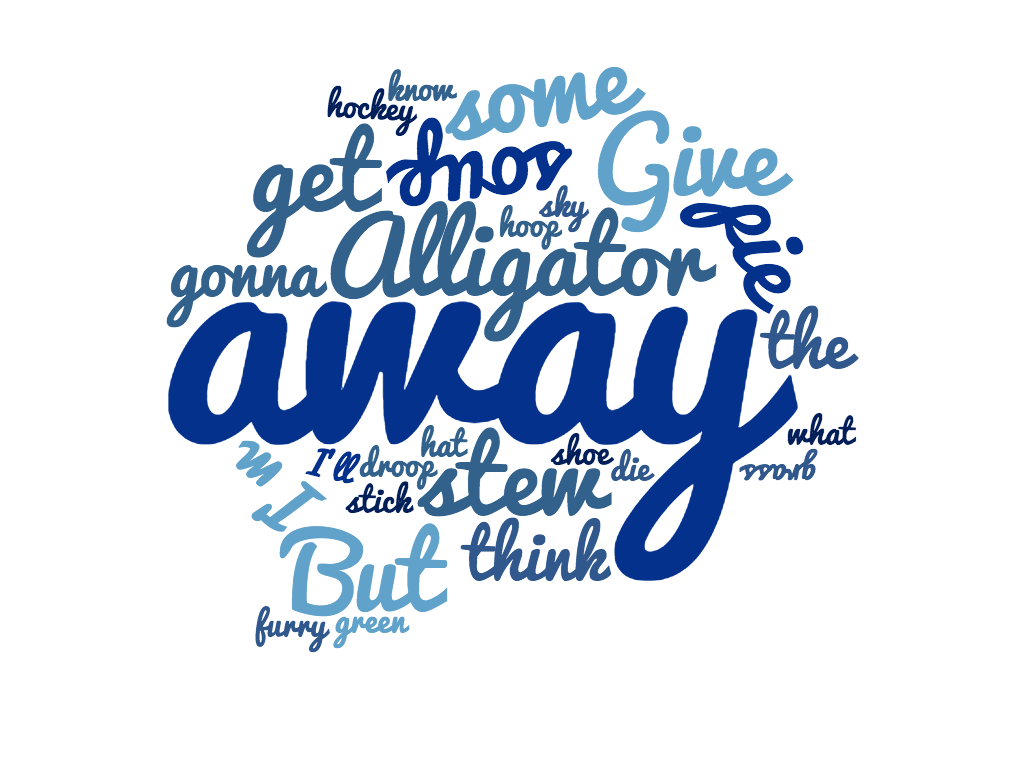 know
hockey
some
get
soup
Give
sky
hoop
pie
gonna
Alligator
the
away
what
I m
I'll
droop
hat
shoe
die
grass
stick
stew
But
think
furry
green